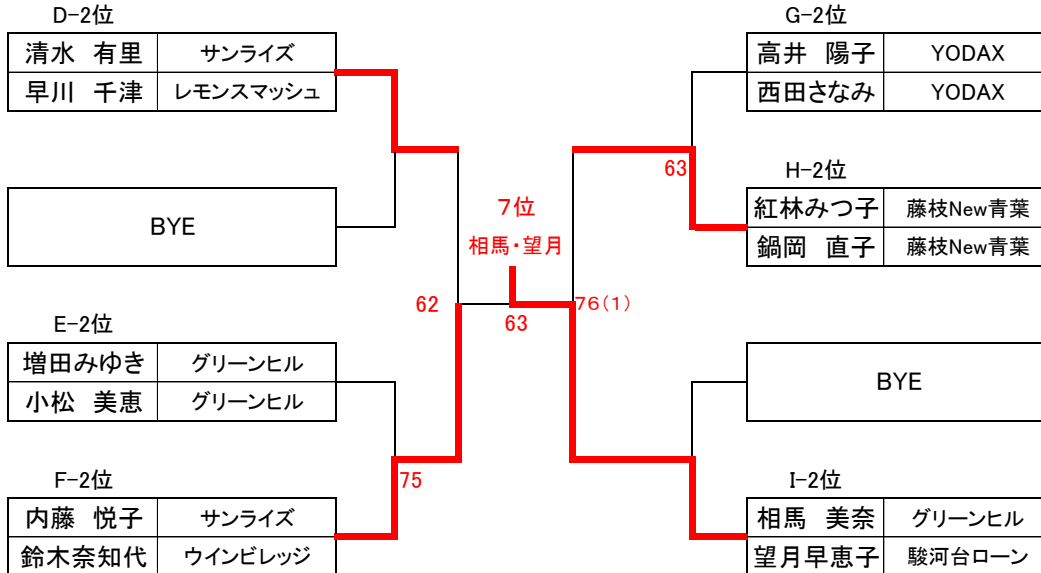 D-2位
清水 有里 サンライズ
早川 千津 レモンスマッシュ
BYE
E-2位
増田みゆき グリーンヒル
小松 美恵 グリーンヒル
F-2位
内藤 悦子 サンライズ
鈴木奈知代 ウインビレッジ
62
75
7位
相馬・望月
63
76(1)
63
G-2位
高井 陽子 YODAX
西田さなみ YODAX
H-2位
紅林みつ子 藤枝New青葉
鍋岡 直子 藤枝New青葉
BYE
I-2位
相馬 美奈 グリーンヒル
望月早恵子 駿河台ローン